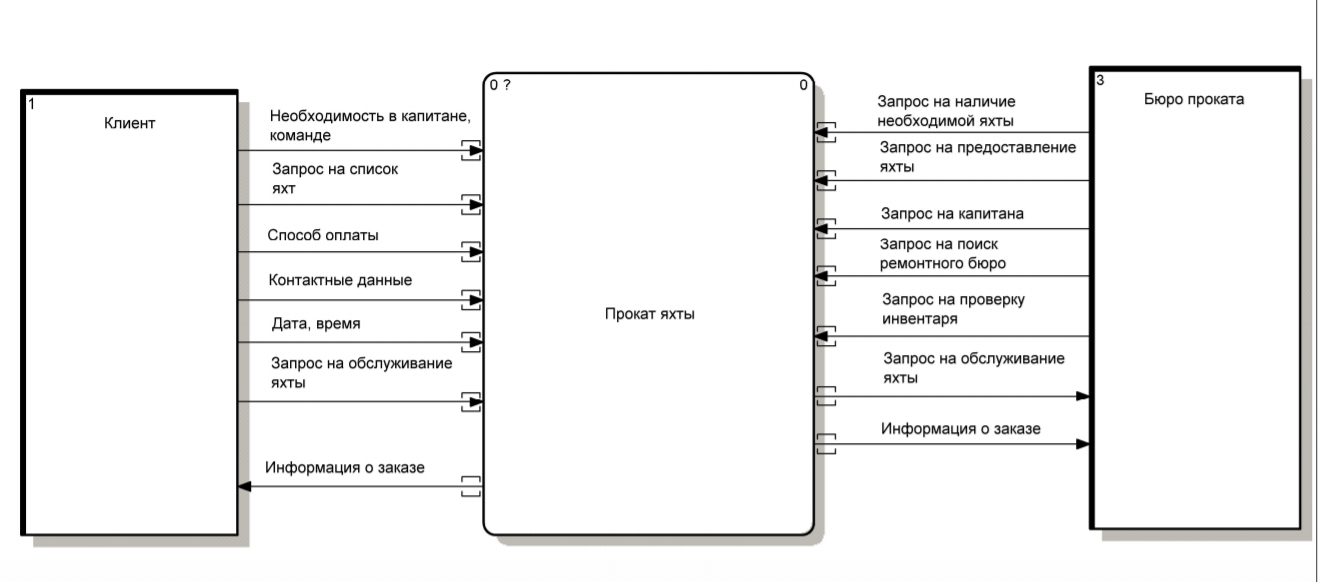 1
Клиент
Необходимость в капитане,
команде
Запрос на список
яхт
Способ оплаты
Контактные данные
Дата, время
Запрос на обслуживание
яхты
Информация о заказе
0 ?
0
Прокат яхты
Запрос на наличие
необходимой яхты
Запрос на предоставление
яхты
Запрос на капитана
Запрос на поиск
ремонтного бюро
Запрос на проверку
инвентаря
Запрос на обслуживание
яхты
Информация о заказе
3
Бюро проката